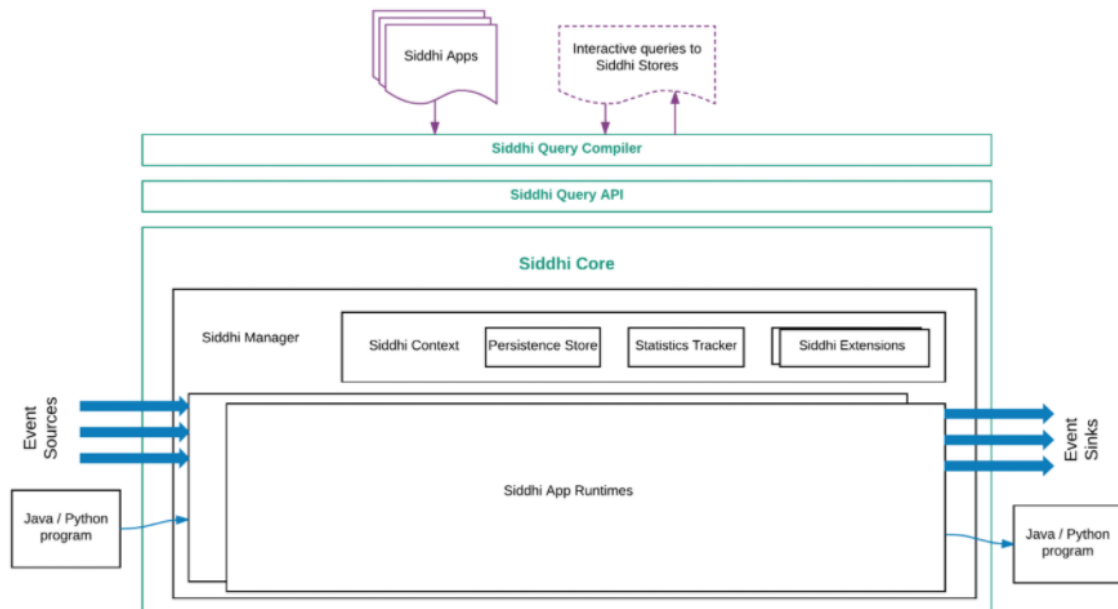 Siddhi Apps
Interactive queries to
Siddhi Stores
Siddhi Query Compiler
Siddhi Query API
Siddhi Core
Siddhi Manager
Siddhi Context
Persistence Store
Statistics Tracker
Siddhi Extensions
Event
Sources
Event
Sinks
Siddhi App Runtimes
Java / Python
program
Java / Python
program